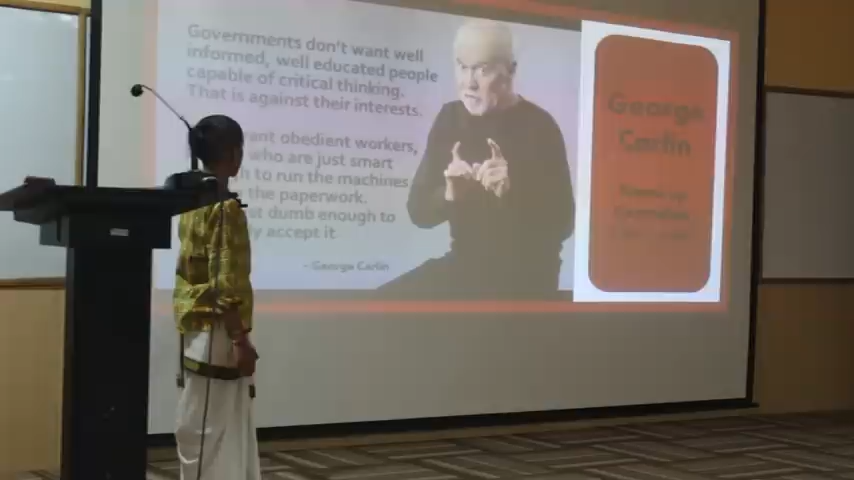 Governments don't want well
informed, well educated people
capable of critical thinking.
That is against their interests.
ant obedient workers,
who are just smart
h to run the machines
the paperwork.
t dumb enough to
y accept it.
- George Carlin
George
Carlin